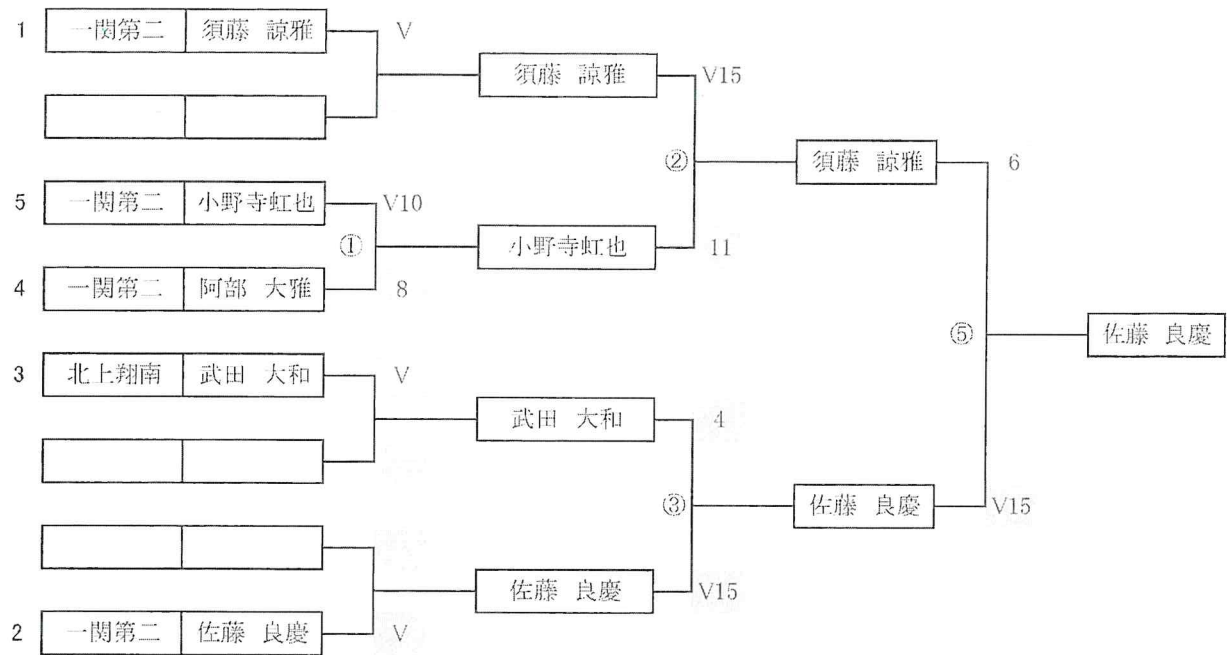 1 一関第二 須藤 諒雅 V
須藤 諒雅 V15
② 須藤 諒雅 6
5 一関第二 小野寺虹也 V10
① 小野寺虹也 11
4 一関第二 阿部 大雅 8
⑤ 佐藤 良慶
3 北上翔南 武田 大和 V
武田 大和 4
③ 佐藤 良慶 V15
佐藤 良慶 V15
2 一関第二 佐藤 良慶 V